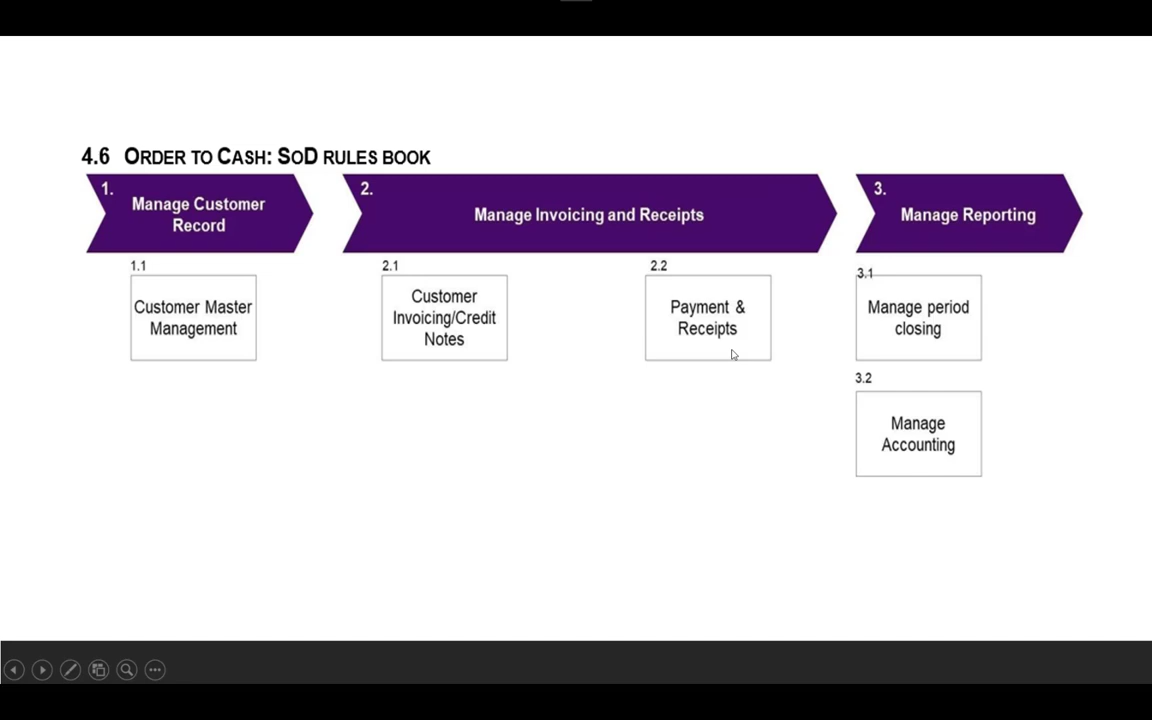 4.6 ORDER TO CASH: SOD RULES BOOK
1.
Manage Customer
Record
2.
Manage Invoicing and Receipts
3.
Manage Reporting
1.1
Customer Master
Management
2.1
Customer
Invoicing/Credit
Notes
2.2
Payment &
Receipts
3.1
Manage period
closing
3.2
Manage
Accounting